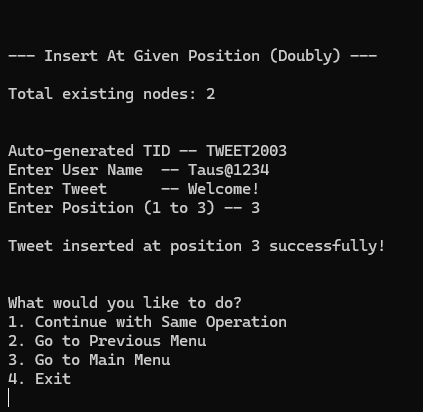 --- Insert At Given Position (Doubly) ---
Total existing nodes: 2
Auto-generated TID -- TWEET2003
Enter User Name  -- Taus@1234
Enter Tweet      -- Welcome!
Enter Position (1 to 3) -- 3
Tweet inserted at position 3 successfully!
What would you like to do?
1. Continue with Same Operation
2. Go to Previous Menu
3. Go to Main Menu
4. Exit